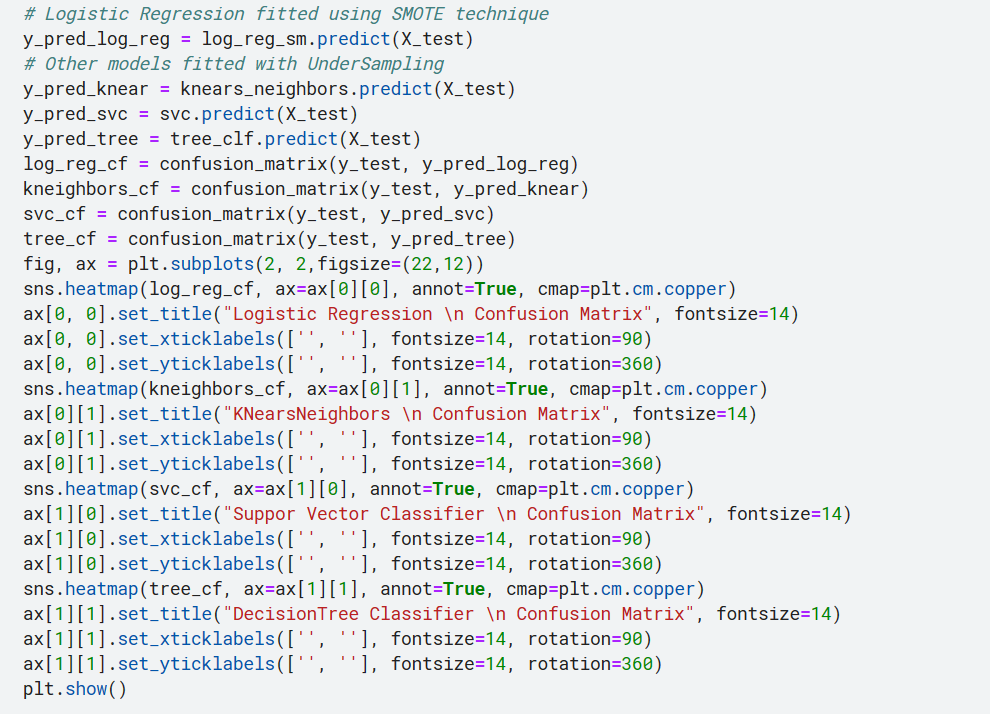 # Logistic Regression fitted using SMOTE technique
y_pred_log_reg = log_reg_sm.predict(X_test)
# Other models fitted with UnderSampling
y_pred_knear = knears_neighbors.predict(X_test)
y_pred_svc = svc.predict(X_test)
y_pred_tree = tree_clf.predict(X_test)
log_reg_cf = confusion_matrix(y_test, y_pred_log_reg)
kneighbors_cf = confusion_matrix(y_test, y_pred_knear)
svc_cf = confusion_matrix(y_test, y_pred_svc)
tree_cf = confusion_matrix(y_test, y_pred_tree)
fig, ax = plt.subplots(2, 2,figsize=(22,12))
sns.heatmap(log_reg_cf, ax=ax[0][0], annot=True, cmap=plt.cm.copper)
ax[0, 0].set_title("Logistic Regression \n Confusion Matrix", fontsize=14)
ax[0, 0].set_xticklabels(['', ''], fontsize=14, rotation=90)
ax[0, 0].set_yticklabels(['', ''], fontsize=14, rotation=360)
sns.heatmap(kneighbors_cf, ax=ax[0][1], annot=True, cmap=plt.cm.copper)
ax[0][1].set_title("KNearsNeighbors \n Confusion Matrix", fontsize=14)
ax[0][1].set_xticklabels(['', ''], fontsize=14, rotation=90)
ax[0][1].set_yticklabels(['', ''], fontsize=14, rotation=360)
sns.heatmap(svc_cf, ax=ax[1][0], annot=True, cmap=plt.cm.copper)
ax[1][0].set_title("Suppor Vector Classifier \n Confusion Matrix", fontsize=14)
ax[1][0].set_xticklabels(['', ''], fontsize=14, rotation=90)
ax[1][0].set_yticklabels(['', ''], fontsize=14, rotation=360)
sns.heatmap(tree_cf, ax=ax[1][1], annot=True, cmap=plt.cm.copper)
ax[1][1].set_title("DecisionTree Classifier \n Confusion Matrix", fontsize=14)
ax[1][1].set_xticklabels(['', ''], fontsize=14, rotation=90)
ax[1][1].set_yticklabels(['', ''], fontsize=14, rotation=360)
plt.show()